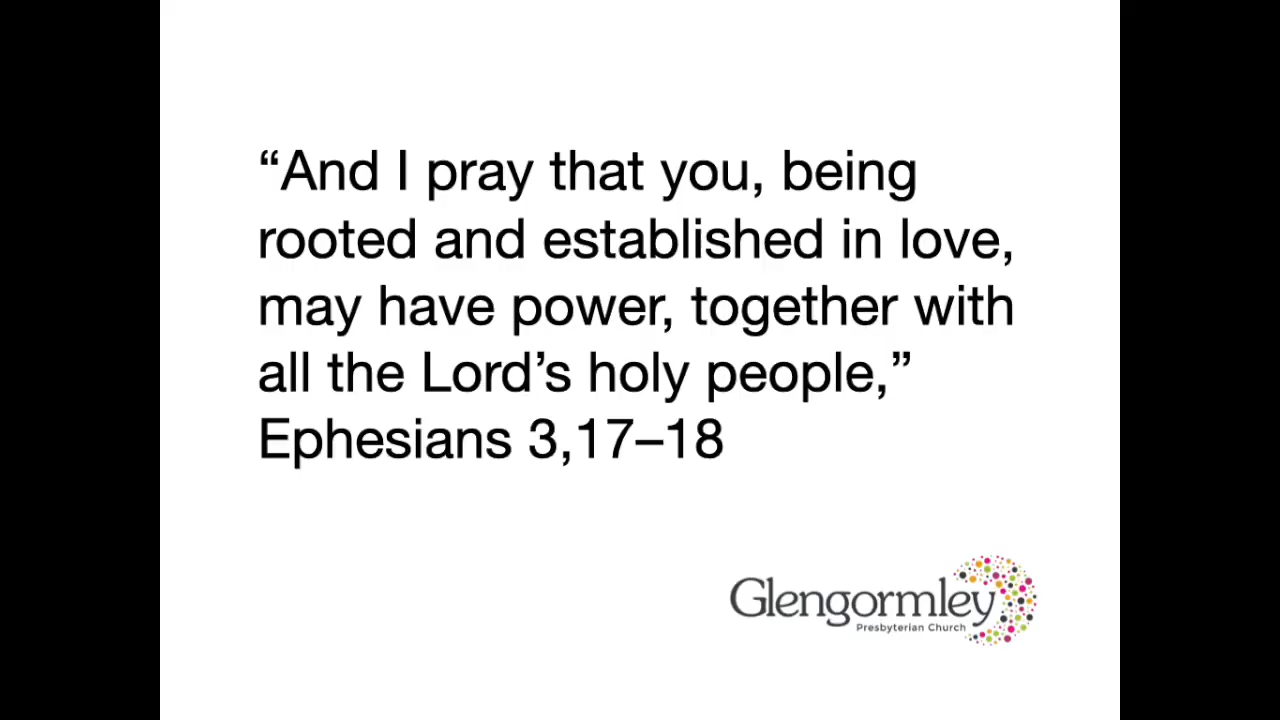 “And I pray that you, being
rooted and established in love,
may have power, together with
all the Lord’s holy people,”
Ephesians 3,17–18
Glengormley
Presbyterian Church